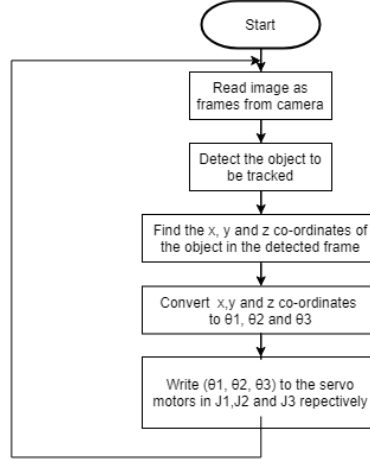 Start
Read image as
frames from camera
Detect the object to
be tracked
Find the x, y and z co-ordinates of
the object in the detected frame
Convert x,y and z co-ordinates
to θ1, θ2 and θ3
Write (θ1, θ2, θ3) to the servo
motors in J1,J2 and J3 repectively